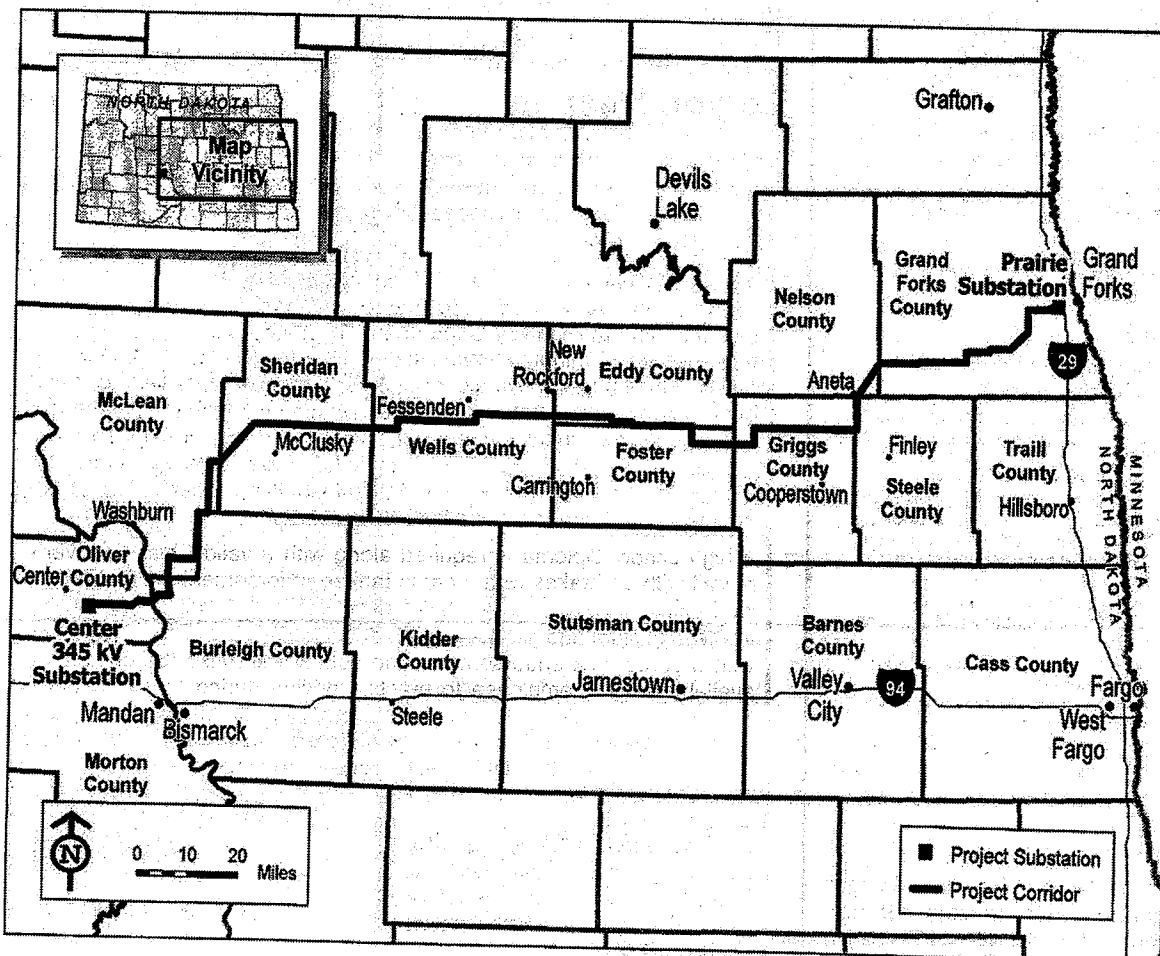 NORTH DAKOTA
Map
Vicinity
Grafton
Devils
Lake
Grand
Forks
County
Prairie
Substation
Grand
Forks
Nelson
County
29
New
Rockford
Eddy County
Sheridan
County
McLean
County
Fessenden
Aneta
McClusky
Wells County
Foster
County
Griggs
County
Cooperstown
Finley
Steele
County
Traill
County
Hillsboro
Carrington
MINNESOTA
NORTH DAKOTA
Washburn
Oliver
County
Center
Center
345 kV
Substation
Burleigh County
Kidder
County
Stutsman County
Barnes
County
Cass County
Jamestown
Valley
City
94
Fargo
West
Fargo
Mandan
Bismarck
Steele
Morton
County
N
0 10 20
Miles
Project Substation
Project Corridor